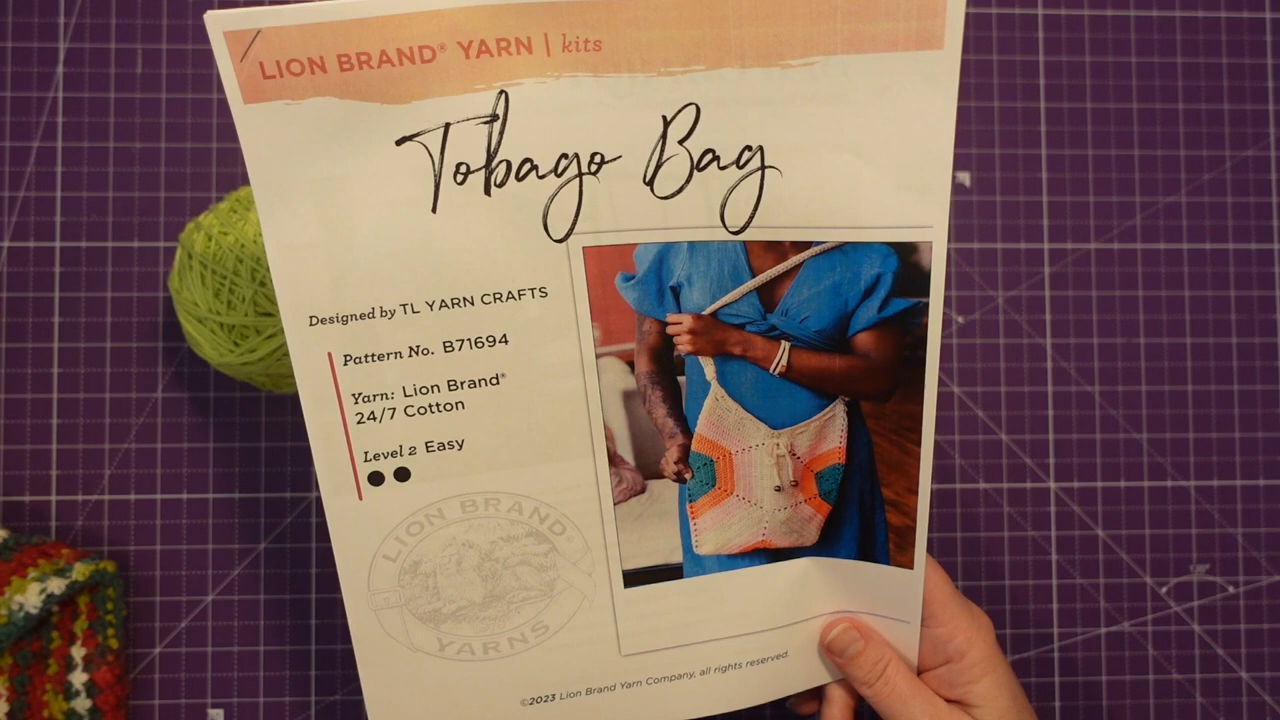 LION BRAND® YARN | kits
Tobago Bag
Designed by TL YARN CRAFTS
Pattern No. B71694
Yarn: Lion Brand®
24/7 Cotton
Level 2 Easy
LION BRAND
YARNS
©2023 Lion Brand Yarn Company, all rights reserved.